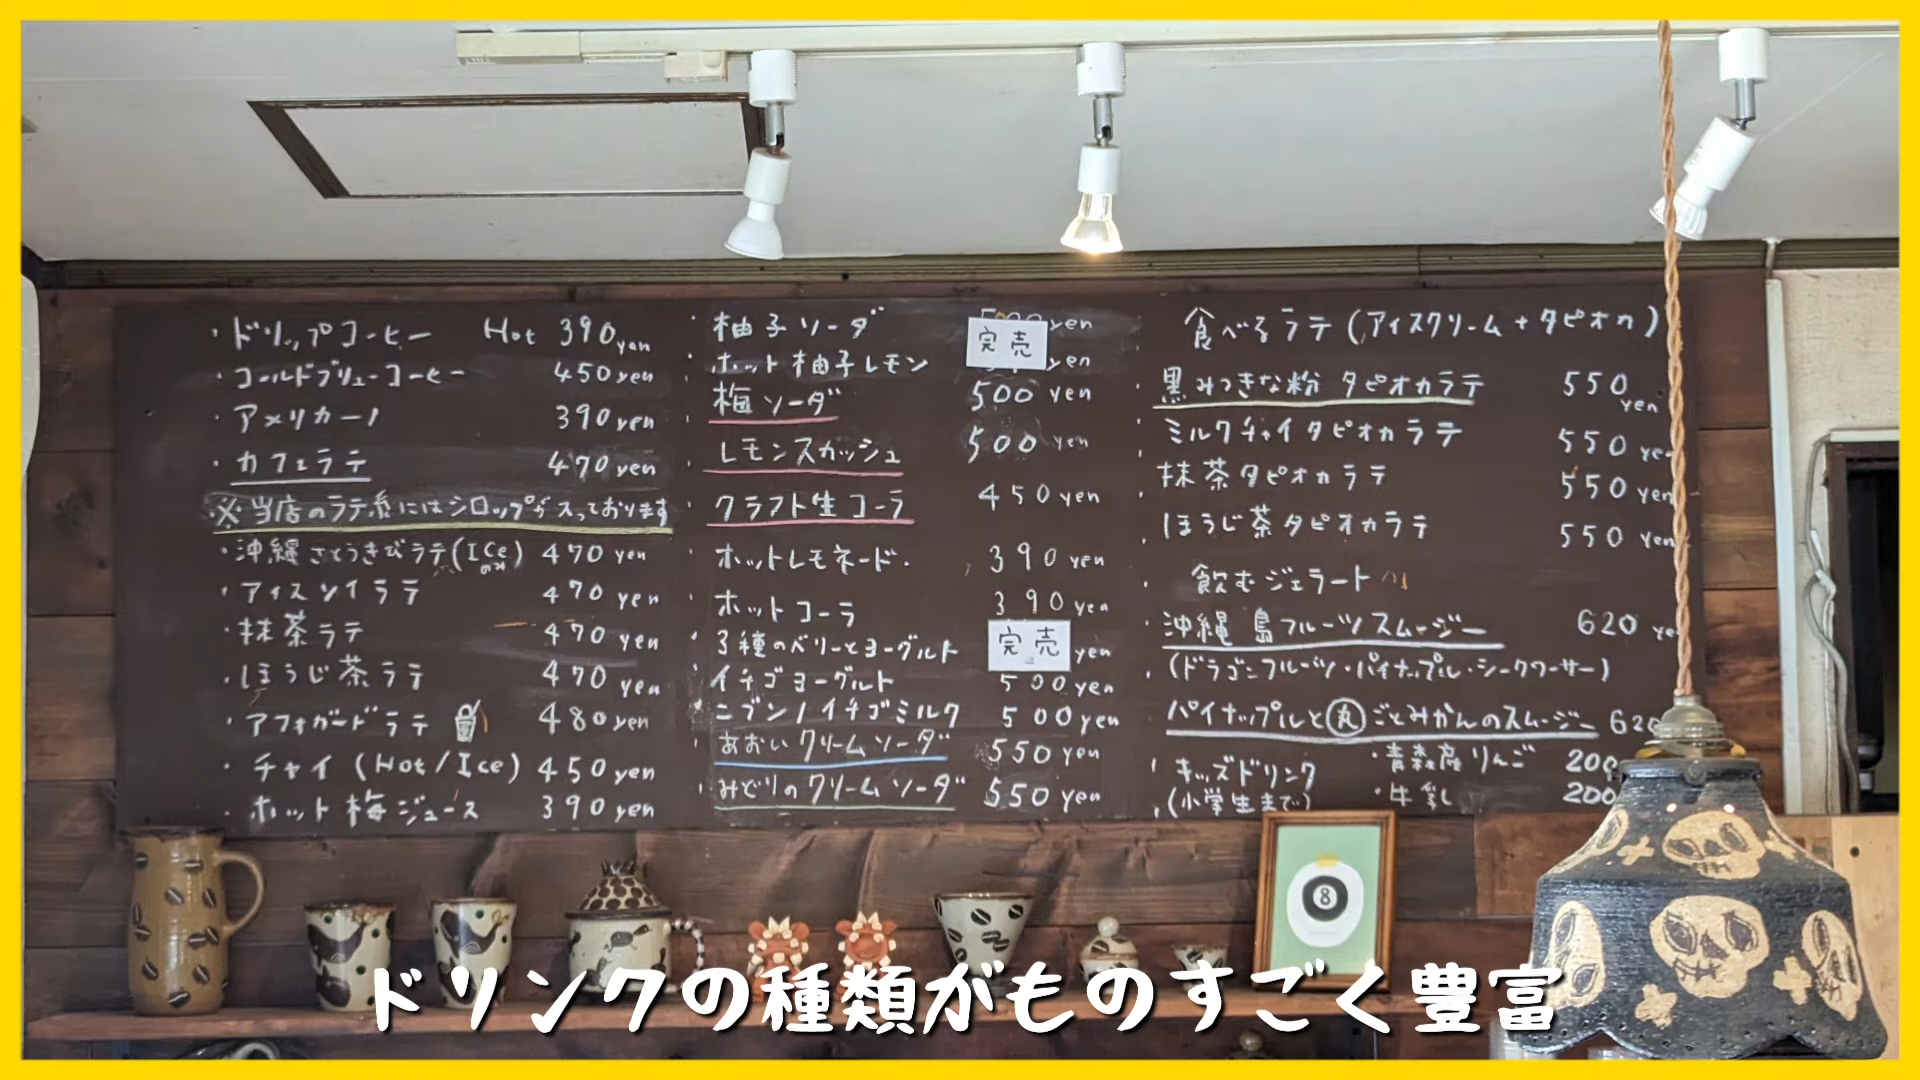 ・ドリップコーヒー Hot 390yen
・コールドブリューコーヒー 450yen
・アメリカーノ 390yen
・カフェラテ 470yen
※当店のラテ系にはシロップが入っております
・沖縄さとうきびラテ(ICeのみ) 470yen
・アイスソイラテ 470yen
・抹茶ラテ 470yen
・ほうじ茶ラテ 470yen
・アフォガードラテ 480yen
・チャイ(Hot/Ice) 450yen
・ホット梅ジュース 390yen
・柚子ソーダ 完売 yen
・ホット柚子レモン yen
・梅ソーダ 500yen
・レモンスカッシュ 500yen
・クラフト生コーラ 450yen
・ホットレモネード 390yen
・ホットコーラ 390yen
・3種のベリーとヨーグルト 完売 yen
・イチゴヨーグルト 500yen
・ニブンノイチゴミルク 500yen
・あおいクリームソーダ 550yen
・みどりのクリームソーダ 550yen
食べるラテ(アイスクリーム+タピオカ)
・黒みつきな粉タピオカラテ 550yen
・ミルクチャイタピオカラテ 550ye
・抹茶タピオカラテ 550yen
・ほうじ茶タピオカラテ 550yen
・飲むジェラート
・沖縄島フルーツスムージー 620ye
(ドラゴンフルーツ・パイナップル・シークワーサー)
パイナップルと丸ごとみかんのスムージー 620
・キッズドリンク ・青森産りんご 200
(小学生まで) ・牛乳 200
8
ドリンクの種類がものすごく豊富